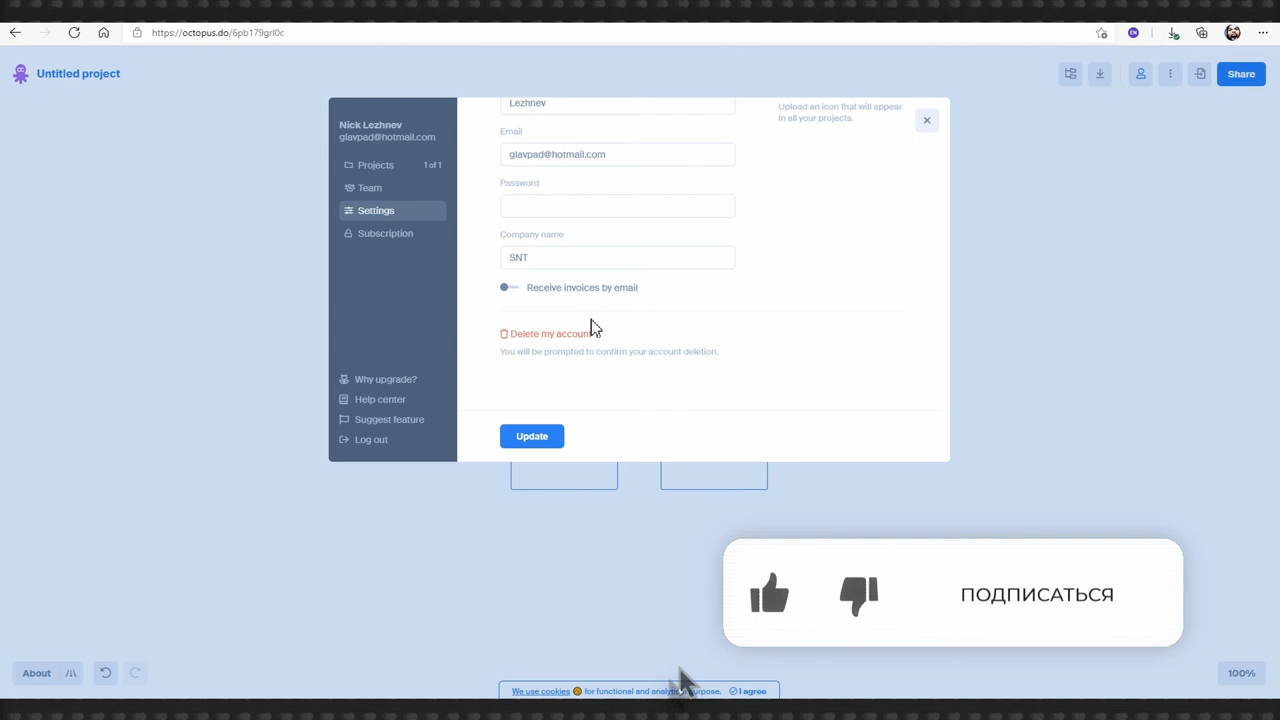 https://octopus.do/6pb179grl0c
EN
Untitled project
Share
Nick Lezhnev
glavpad@hotmail.com
Projects 1 of 1
Team
Settings
Subscription
Why upgrade?
Help center
Suggest feature
Log out
Lezhnev
Upload an icon that will appear
in all your projects.
Email
glavpad@hotmail.com
Password
Company name
SNT
Receive invoices by email
Delete my account
You will be prompted to confirm your account deletion.
Update
ПОДПИСАТЬСЯ
About
100%
We use cookies for functional and analytic purpose. I agree